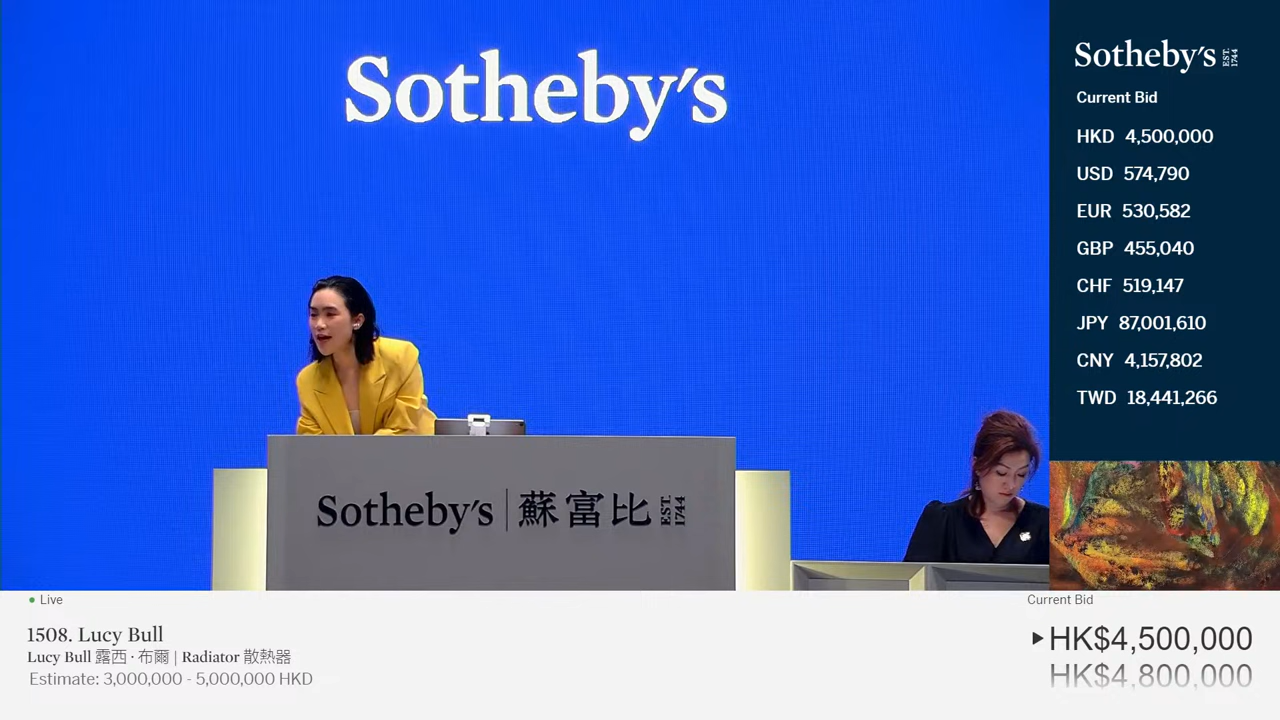 Sotheby's
Sotheby's | 蘇富比 EST. 1744
Sotheby's EST. 1744
Current Bid
HKD 4,500,000
USD 574,790
EUR 530,582
GBP 455,040
CHF 519,147
JPY 87,001,610
CNY 4,157,802
TWD 18,441,266
• Live
1508. Lucy Bull
Lucy Bull 露西·布爾 | Radiator 散熱器
Estimate: 3,000,000 - 5,000,000 HKD
Current Bid
HK$4,500,000
HK$4,800,000